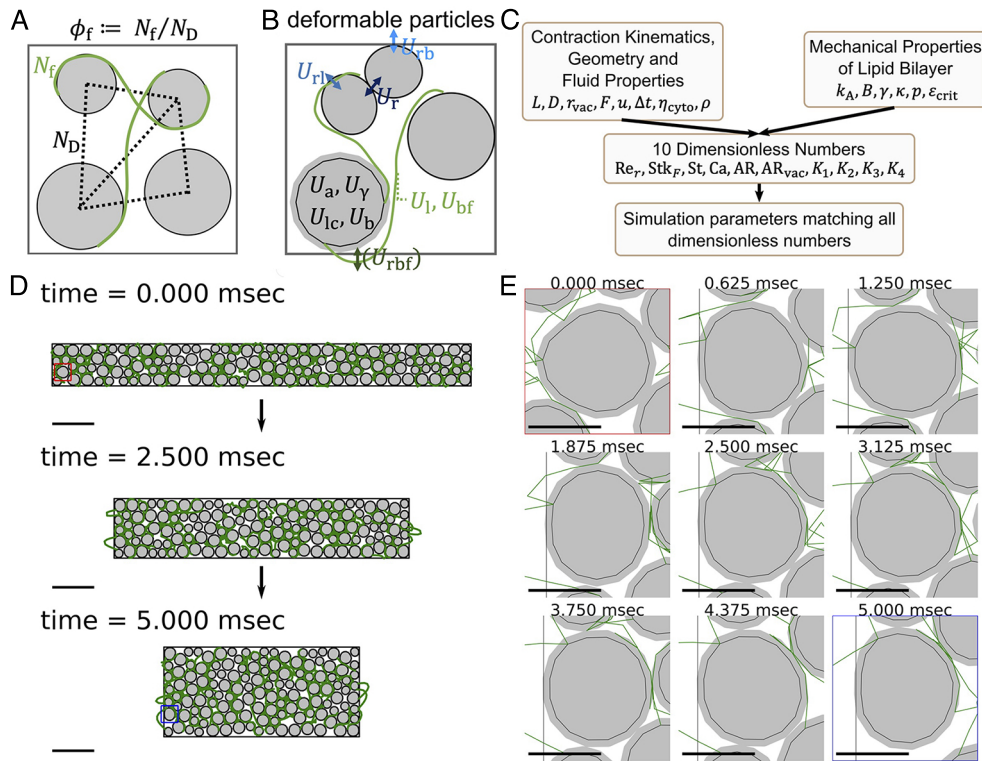 A
ϕf := Nf/ND
Nf
ND
B
deformable particles
Urb
Url
Ur
Ua, Uγ
Ulc, Ub
Ul, Ubf
(Urbf)
C
Contraction Kinematics,
Geometry and
Fluid Properties
L, D, rvac, F, u, Δt, ηcyto, ρ
Mechanical Properties
of Lipid Bilayer
kA, B, γ, κ, p, εcrit
10 Dimensionless Numbers
Rer, StkF, St, Ca, AR, ARvac, K1, K2, K3, K4
Simulation parameters matching all
dimensionless numbers
D
time = 0.000 msec
time = 2.500 msec
time = 5.000 msec
E
0.000 msec
0.625 msec
1.250 msec
1.875 msec
2.500 msec
3.125 msec
3.750 msec
4.375 msec
5.000 msec